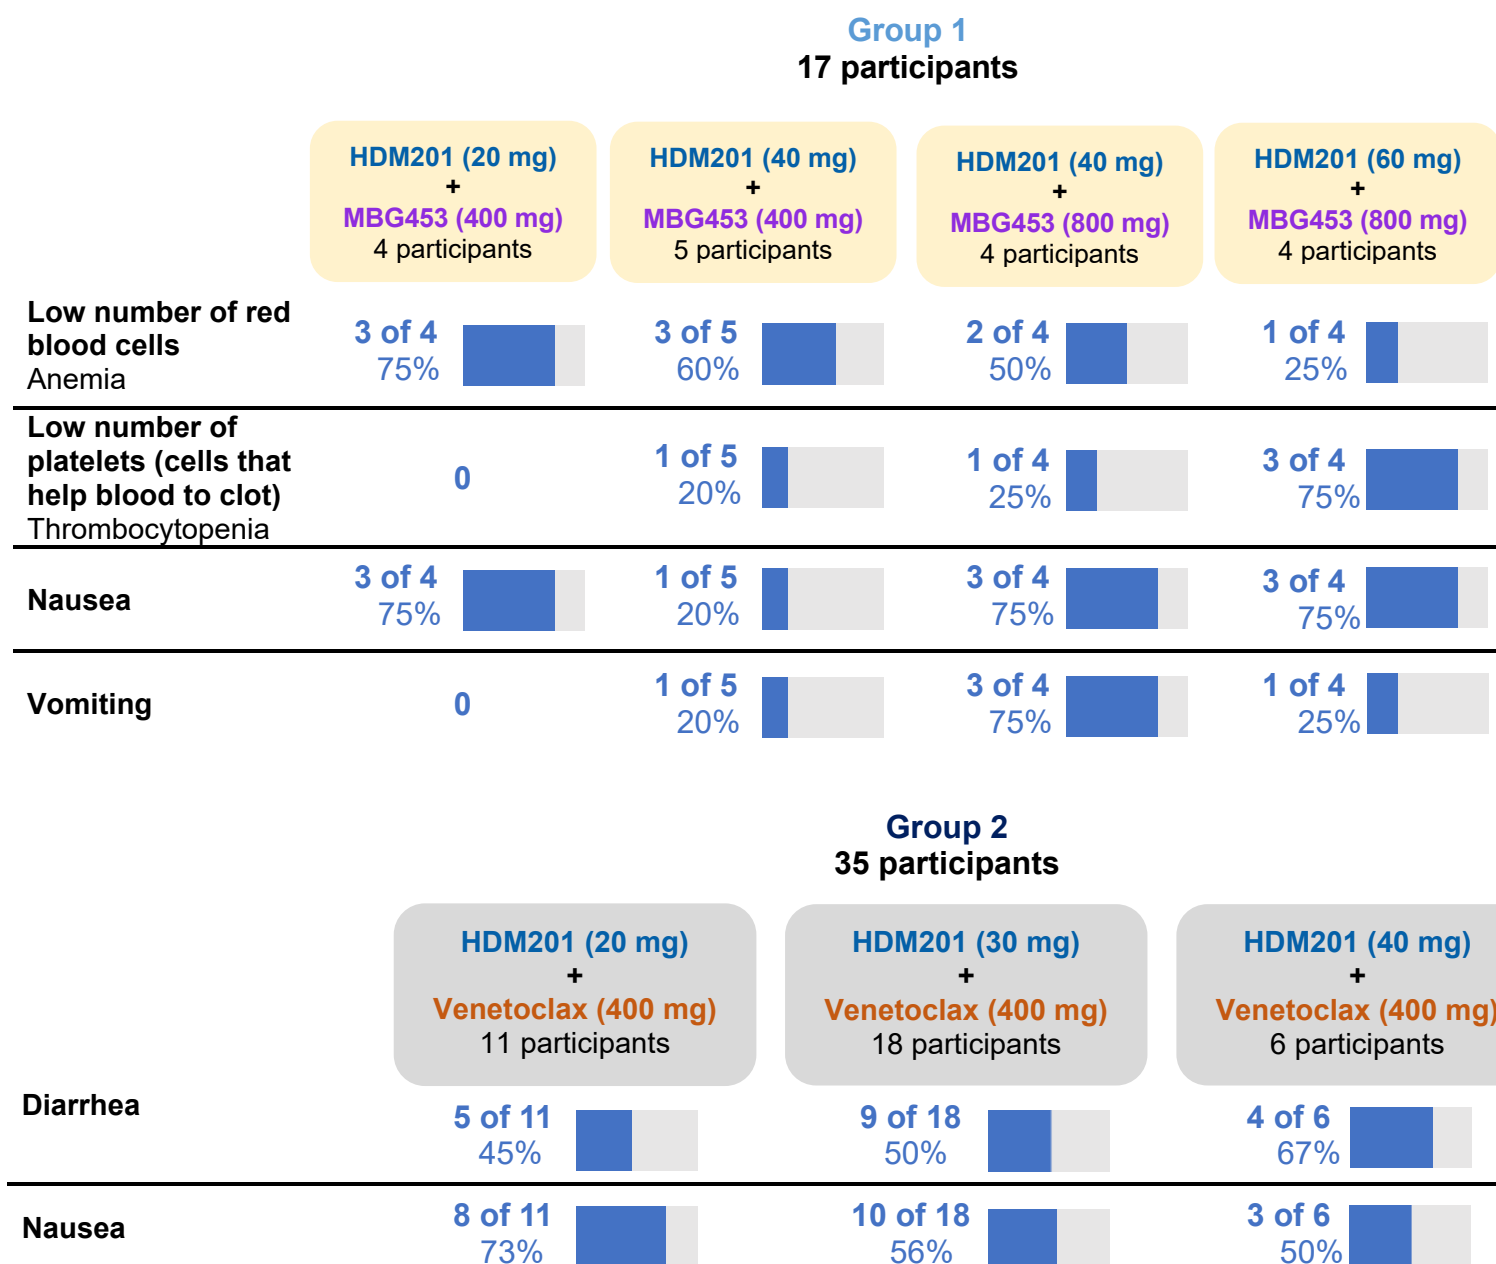 Group 1
17 participants
HDM201 (20 mg)
+
MBG453 (400 mg)
4 participants
HDM201 (40 mg)
+
MBG453 (400 mg)
5 participants
HDM201 (40 mg)
+
MBG453 (800 mg)
4 participants
HDM201 (60 mg)
+
MBG453 (800 mg)
4 participants
Low number of red
blood cells
Anemia
3 of 4
75%
3 of 5
60%
2 of 4
50%
1 of 4
25%
Low number of
platelets (cells that
help blood to clot)
Thrombocytopenia
0
1 of 5
20%
1 of 4
25%
3 of 4
75%
Nausea
3 of 4
75%
1 of 5
20%
3 of 4
75%
3 of 4
75%
Vomiting
0
1 of 5
20%
3 of 4
75%
1 of 4
25%
Group 2
35 participants
HDM201 (20 mg)
+
Venetoclax (400 mg)
11 participants
HDM201 (30 mg)
+
Venetoclax (400 mg)
18 participants
HDM201 (40 mg)
+
Venetoclax (400 mg)
6 participants
Diarrhea
5 of 11
45%
9 of 18
50%
4 of 6
67%
Nausea
8 of 11
73%
10 of 18
56%
3 of 6
50%